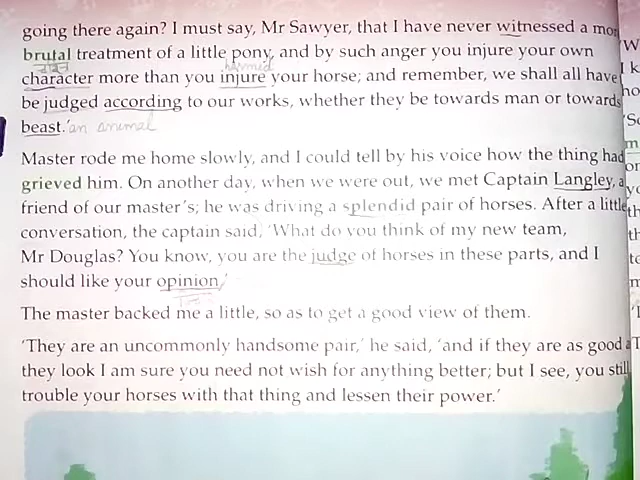 going there again? I must say, Mr Sawyer, that I have never witnessed a mor
brutal treatment of a little pony, and by such anger you injure your own
harmed
character more than you injure your horse; and remember, we shall all have
be judged according to our works, whether they be towards man or towards
beast.' an animal
Master rode me home slowly, and I could tell by his voice how the thing had
grieved him. On another day, when we were out, we met Captain Langley, a
friend of our master's; he was driving a splendid pair of horses. After a little
conversation, the captain said, 'What do you think of my new team,
Mr Douglas? You know, you are the judge of horses in these parts, and I
should like your opinion.'
The master backed me a little, so as to get a good view of them.
'They are an uncommonly handsome pair,' he said, 'and if they are as good a
they look I am sure you need not wish for anything better; but I see, you still
trouble your horses with that thing and lessen their power.'